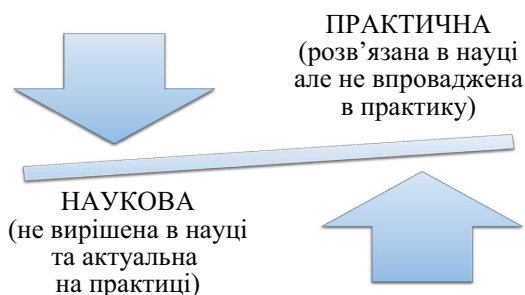 ПРАКТИЧНА
(розв’язана в науці
але не впроваджена
в практику)
НАУКОВА
(не вирішена в науці
та актуальна
на практиці)